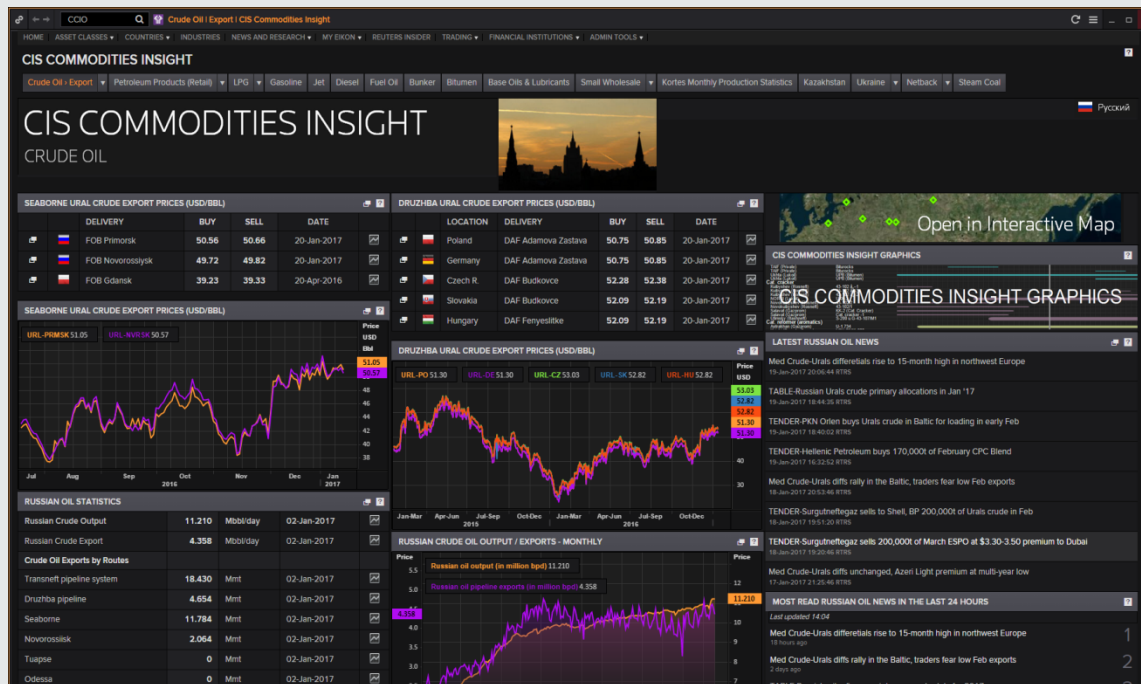 CCIO
Crude Oil | Export | CIS Commodities Insight
HOME ASSET CLASSES COUNTRIES INDUSTRIES NEWS AND RESEARCH MY EIKON REUTERS INSIDER TRADING FINANCIAL INSTITUTIONS ADMIN TOOLS
CIS COMMODITIES INSIGHT
Crude Oil › Export Petroleum Products (Retail) LPG Gasoline Jet Diesel Fuel Oil Bunker Bitumen Base Oils & Lubricants Small Wholesale Kortes Monthly Production Statistics Kazakhstan Ukraine Netback Steam Coal
CIS COMMODITIES INSIGHT
CRUDE OIL
Русский
SEABORNE URAL CRUDE EXPORT PRICES (USD/BBL)
DELIVERY BUY SELL DATE
FOB Primorsk 50.56 50.66 20-Jan-2017
FOB Novorossiysk 49.72 49.82 20-Jan-2017
FOB Gdansk 39.23 39.33 20-Apr-2016
SEABORNE URAL CRUDE EXPORT PRICES (USD/BBL)
URL-PRMSK 51.05 URL-NVRSK 50.57
Price
USD
Bbl
51.05
50.57
48
46
44
42
40
38
Jul Aug Sep Oct Nov Dec Jan
2016 2017
RUSSIAN OIL STATISTICS
Russian Crude Output 11.210 Mbbl/day 02-Jan-2017
Russian Crude Export 4.358 Mbbl/day 02-Jan-2017
Crude Oil Exports by Routes
Transneft pipeline system 18.430 Mmt 02-Jan-2017
Druzhba pipeline 4.654 Mmt 02-Jan-2017
Seaborne 11.784 Mmt 02-Jan-2017
Novorossiisk 2.064 Mmt 02-Jan-2017
Tuapse 0 Mmt 02-Jan-2017
Odessa 0 Mmt 02-Jan-2017
DRUZHBA URAL CRUDE EXPORT PRICES (USD/BBL)
LOCATION DELIVERY BUY SELL DATE
Poland DAF Adamova Zastava 50.75 50.85 20-Jan-2017
Germany DAF Adamova Zastava 50.75 50.85 20-Jan-2017
Czech R. DAF Budkovce 52.28 52.38 20-Jan-2017
Slovakia DAF Budkovce 52.09 52.19 20-Jan-2017
Hungary DAF Fenyeslitke 52.09 52.19 20-Jan-2017
DRUZHBA URAL CRUDE EXPORT PRICES (USD/BBL)
URL-PO 51.30 URL-DE 51.30 URL-CZ 53.03 URL-SK 52.82 URL-HU 52.82
Price
USD
53.03
52.82
52.82
51.30
51.30
40
30
Jan-Mar Apr-Jun Jul-Sep Oct-Dec Jan-Mar Apr-Jun Jul-Sep Oct-Dec
2015 2016
RUSSIAN CRUDE OIL OUTPUT / EXPORTS - MONTHLY
Price Price
Russian oil output (in million bpd) 11.210
Russian oil pipeline exports (in million bpd) 4.358
5.5
5.0
4.358
4.0
3.5
3.0
12
11.210
10
9
8
7
Open in Interactive Map
CIS COMMODITIES INSIGHT GRAPHICS
CIS COMMODITIES INSIGHT GRAPHICS
LATEST RUSSIAN OIL NEWS
Med Crude-Urals differetials rise to 15-month high in northwest Europe
19-Jan-2017 20:06:44 RTRS
TABLE-Russian Urals crude primary allocations in Jan '17
19-Jan-2017 18:44:35 RTRS
TENDER-PKN Orlen buys Urals crude in Baltic for loading in early Feb
19-Jan-2017 18:40:02 RTRS
TENDER-Hellenic Petroleum buys 170,000t of February CPC Blend
19-Jan-2017 16:32:52 RTRS
Med Crude-Urals diffs rally in the Baltic, traders fear low Feb exports
18-Jan-2017 20:53:46 RTRS
TENDER-Surgutneftegaz sells to Shell, BP 200,000t of Urals crude in Feb
18-Jan-2017 19:51:20 RTRS
TENDER-Surgutneftegaz sells 200,000t of March ESPO at $3.30-3.50 premium to Dubai
18-Jan-2017 19:20:46 RTRS
Med Crude-Urals diffs unchanged, Azeri Light premium at multi-year low
17-Jan-2017 21:25:46 RTRS
MOST READ RUSSIAN OIL NEWS IN THE LAST 24 HOURS
Last updated 14:04
Med Crude-Urals differetials rise to 15-month high in northwest Europe 1
18 hours ago
Med Crude-Urals diffs rally in the Baltic, traders fear low Feb exports 2
2 days ago